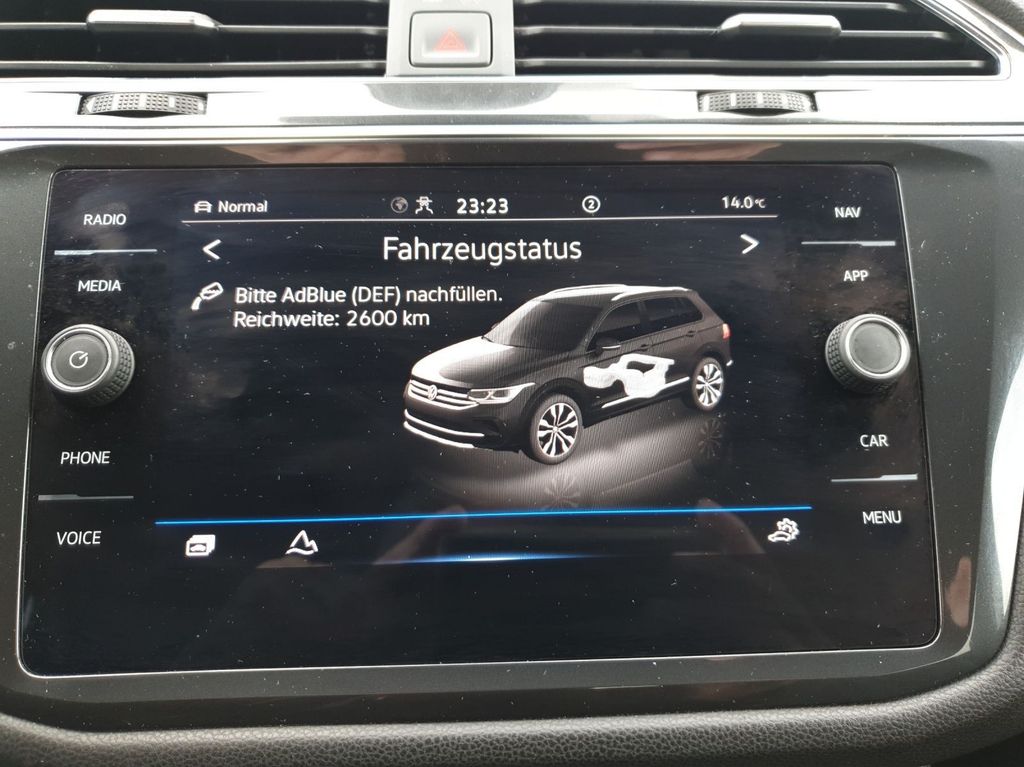 RADIO
MEDIA
PHONE
VOICE
Normal
23:23
2
14.0°C
Fahrzeugstatus
Bitte AdBlue (DEF) nachfüllen.
Reichweite: 2600 km
NAV
APP
CAR
MENU